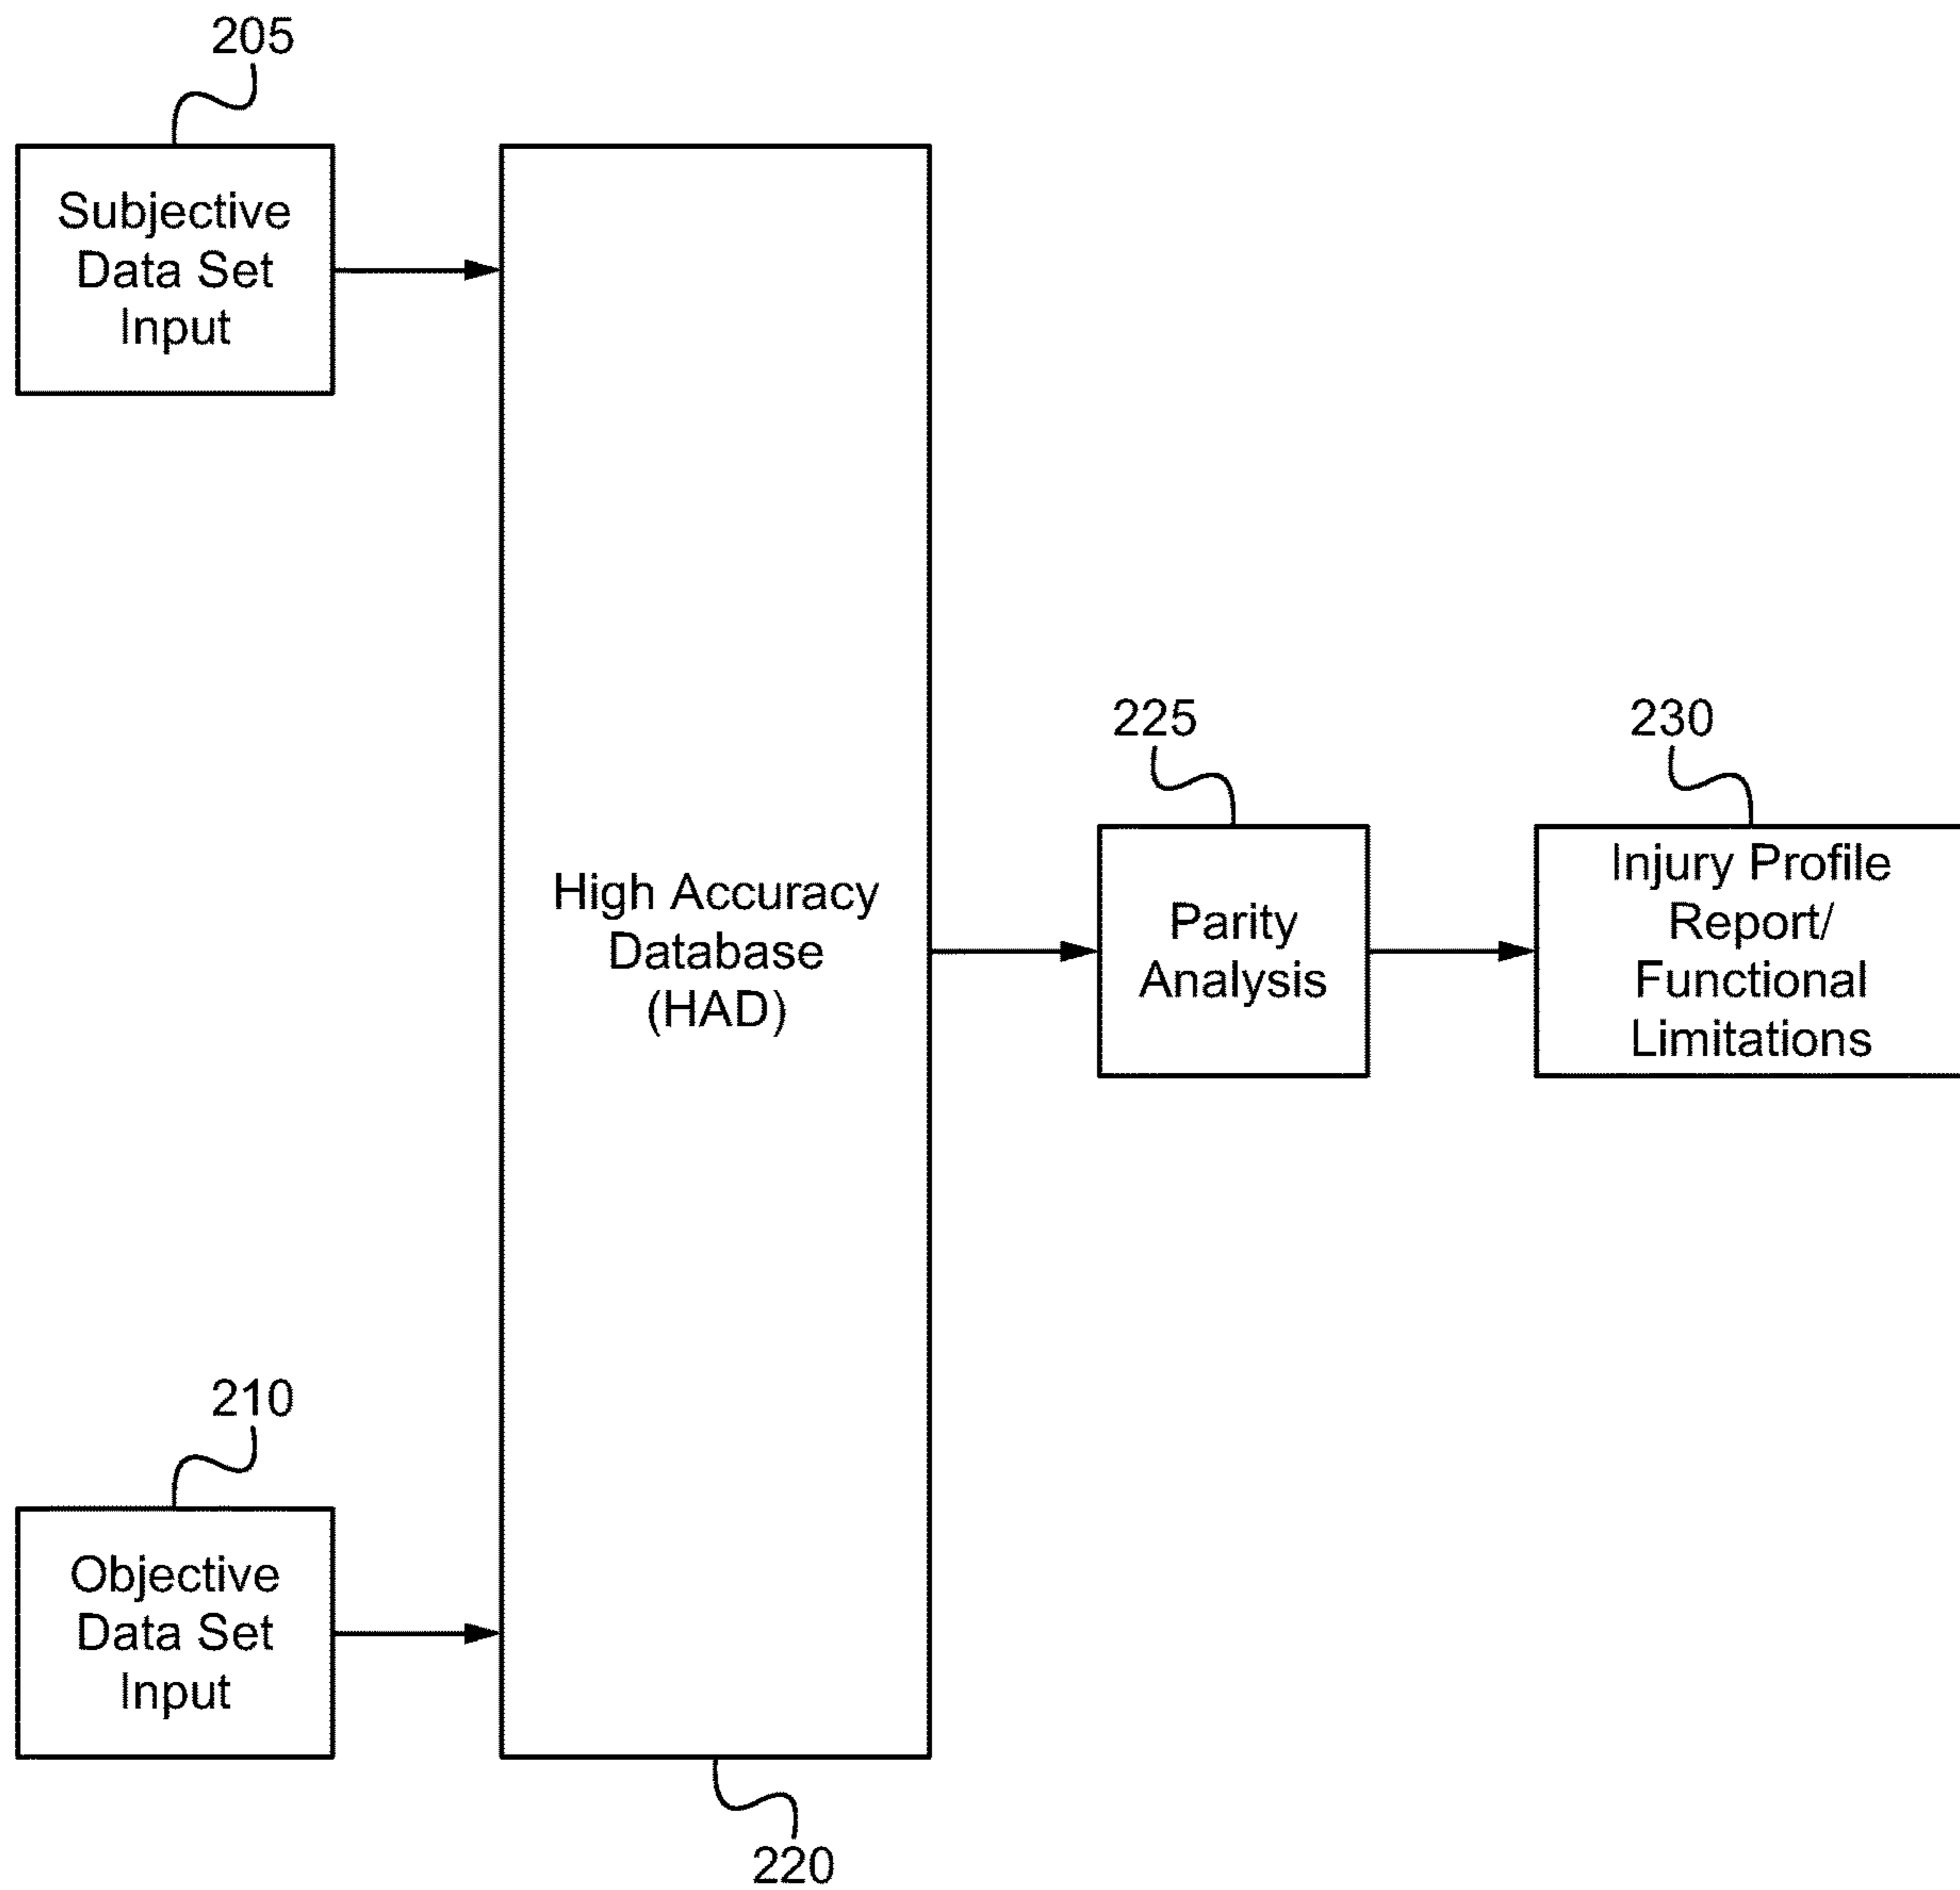 205
Subjective
Data Set
Input
High Accuracy
Database
(HAD)
225
Parity
Analysis
230
Injury Profile
Report/
Functional
Limitations
210
Objective
Data Set
Input
220